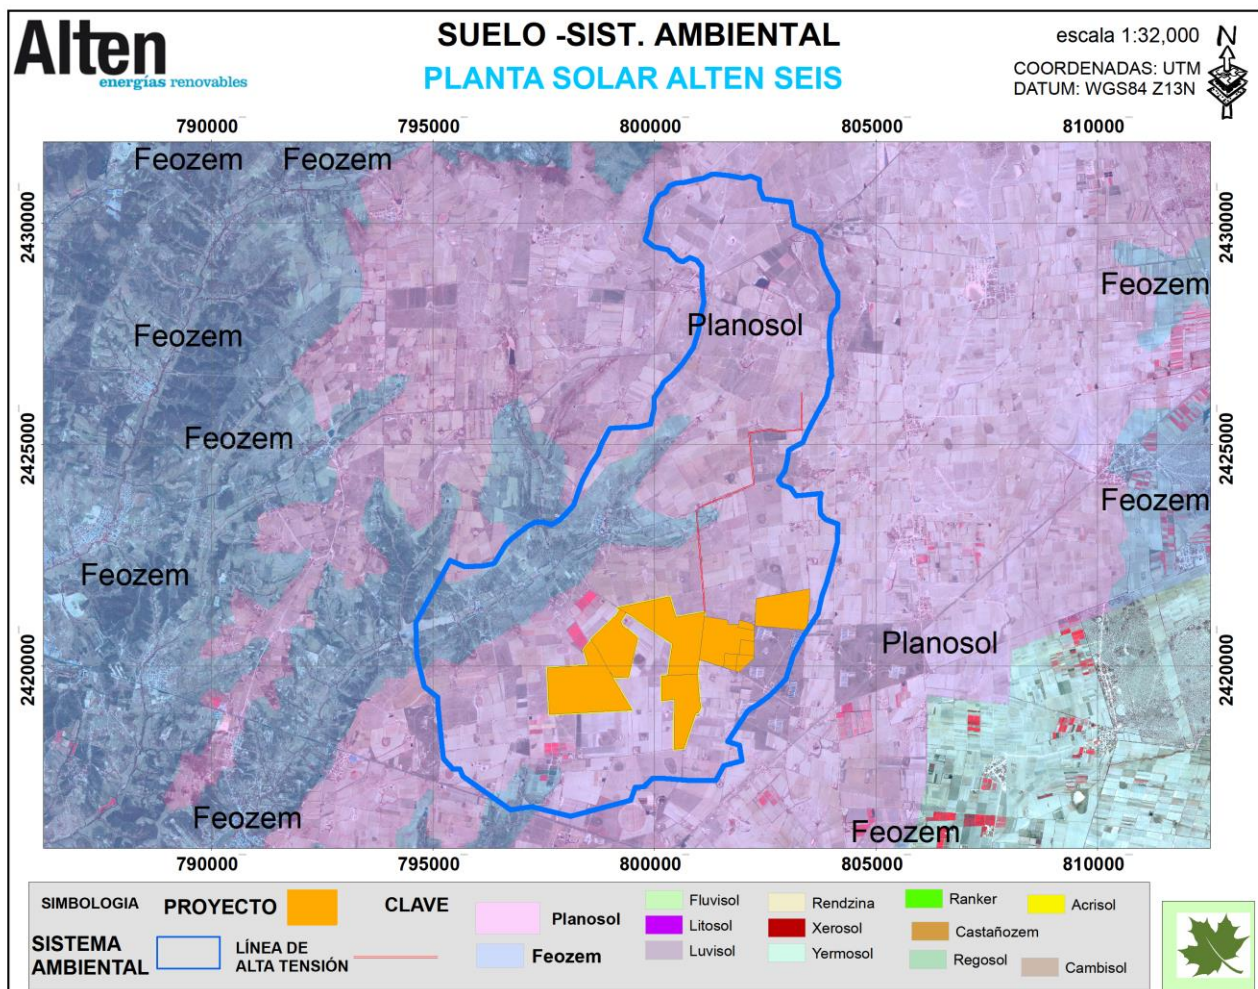 Alten
energías renovables
SUELO -SIST. AMBIENTAL
PLANTA SOLAR ALTEN SEIS
escala 1:32,000
COORDENADAS: UTM
DATUM: WGS84 Z13N
N
790000 795000 800000 805000 810000
Feozem Feozem
2430000 2430000
Feozem
Feozem Planosol
Feozem
2425000 2425000
Feozem
Feozem
Planosol
2420000 2420000
Feozem Feozem
790000 795000 800000 805000 810000
SIMBOLOGIA PROYECTO CLAVE
SISTEMA
AMBIENTAL
LÍNEA DE
ALTA TENSIÓN
Planosol
Feozem
Fluvisol
Litosol
Luvisol
Rendzina
Xerosol
Yermosol
Ranker
Castañozem
Regosol
Acrisol
Cambisol